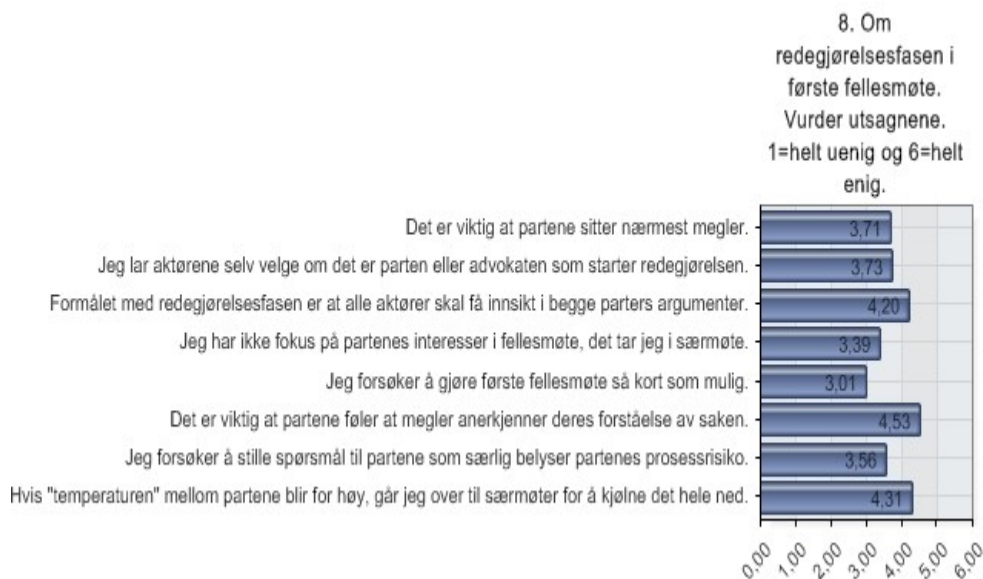 8. Om
redegjørelsesfasen i
første fellesmøte.
Vurder utsagnene.
1=helt uenig og 6=helt
enig.
Det er viktig at partene sitter nærmest megler.
3,71
Jeg lar aktørene selv velge om det er parten eller advokaten som starter redegjørelsen.
3,73
Formålet med redegjørelsesfasen er at alle aktører skal få innsikt i begge parters argumenter.
4,20
Jeg har ikke fokus på partenes interesser i fellesmøte, det tar jeg i særmøte.
3,39
Jeg forsøker å gjøre første fellesmøte så kort som mulig.
3,01
Det er viktig at partene føler at megler anerkjenner deres forståelse av saken.
4,53
Jeg forsøker å stille spørsmål til partene som særlig belyser partenes prosessrisiko.
3,56
Hvis "temperaturen" mellom partene blir for høy, går jeg over til særmøter for å kjølne det hele ned.
4,31
0,00
1,00
2,00
3,00
4,00
5,00
6,00